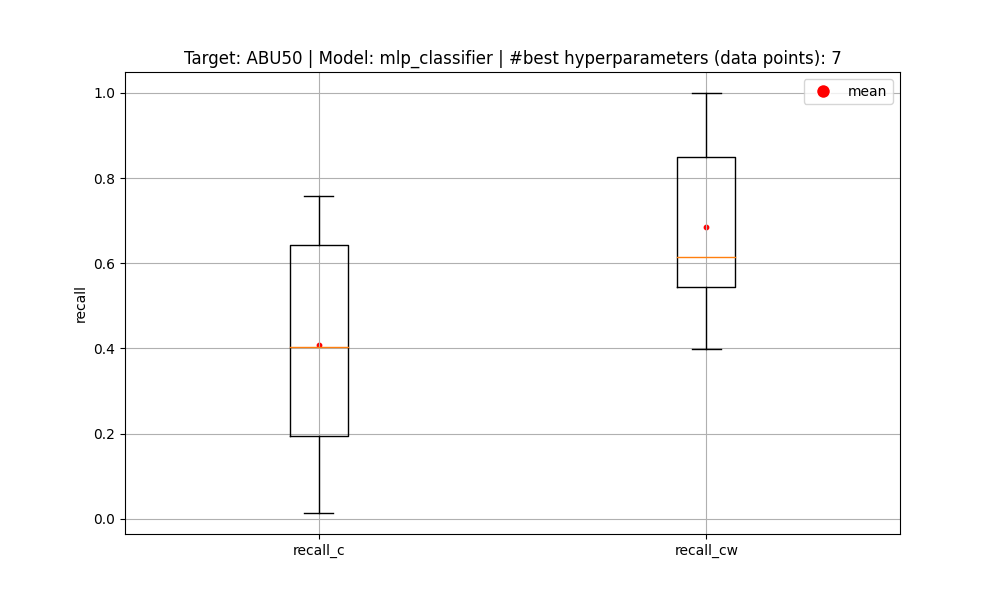 Target: ABU50 | Model: mlp_classifier | #best hyperparameters (data points): 7
mean
1.0
0.8
0.6
0.4
0.2
0.0
recall
recall_c
recall_cw